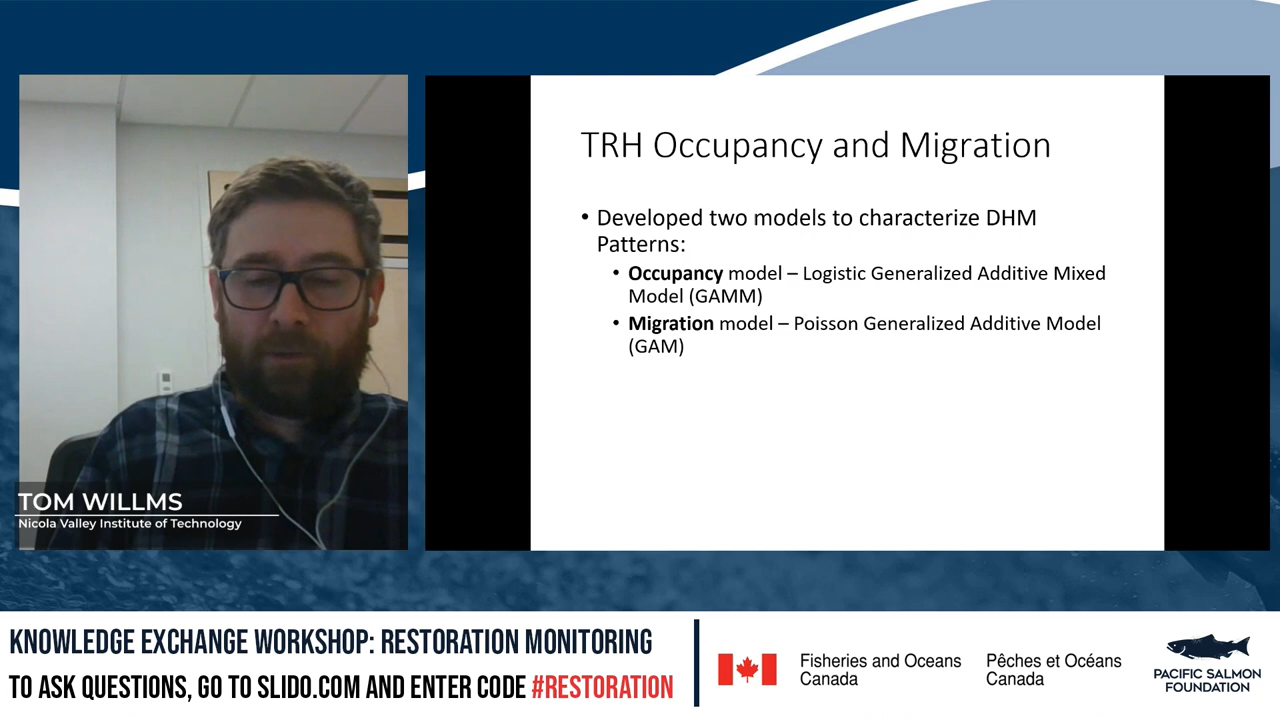 TRH Occupancy and Migration
• Developed two models to characterize DHM
Patterns:
• Occupancy model – Logistic Generalized Additive Mixed
Model (GAMM)
• Migration model – Poisson Generalized Additive Model
(GAM)
TOM WILLMS
Nicola Valley Institute of Technology
KNOWLEDGE EXCHANGE WORKSHOP: RESTORATION MONITORING
TO ASK QUESTIONS, GO TO SLIDO.COM AND ENTER CODE #RESTORATION
Fisheries and Oceans
Canada
Pêches et Océans
Canada
PACIFIC SALMON
FOUNDATION